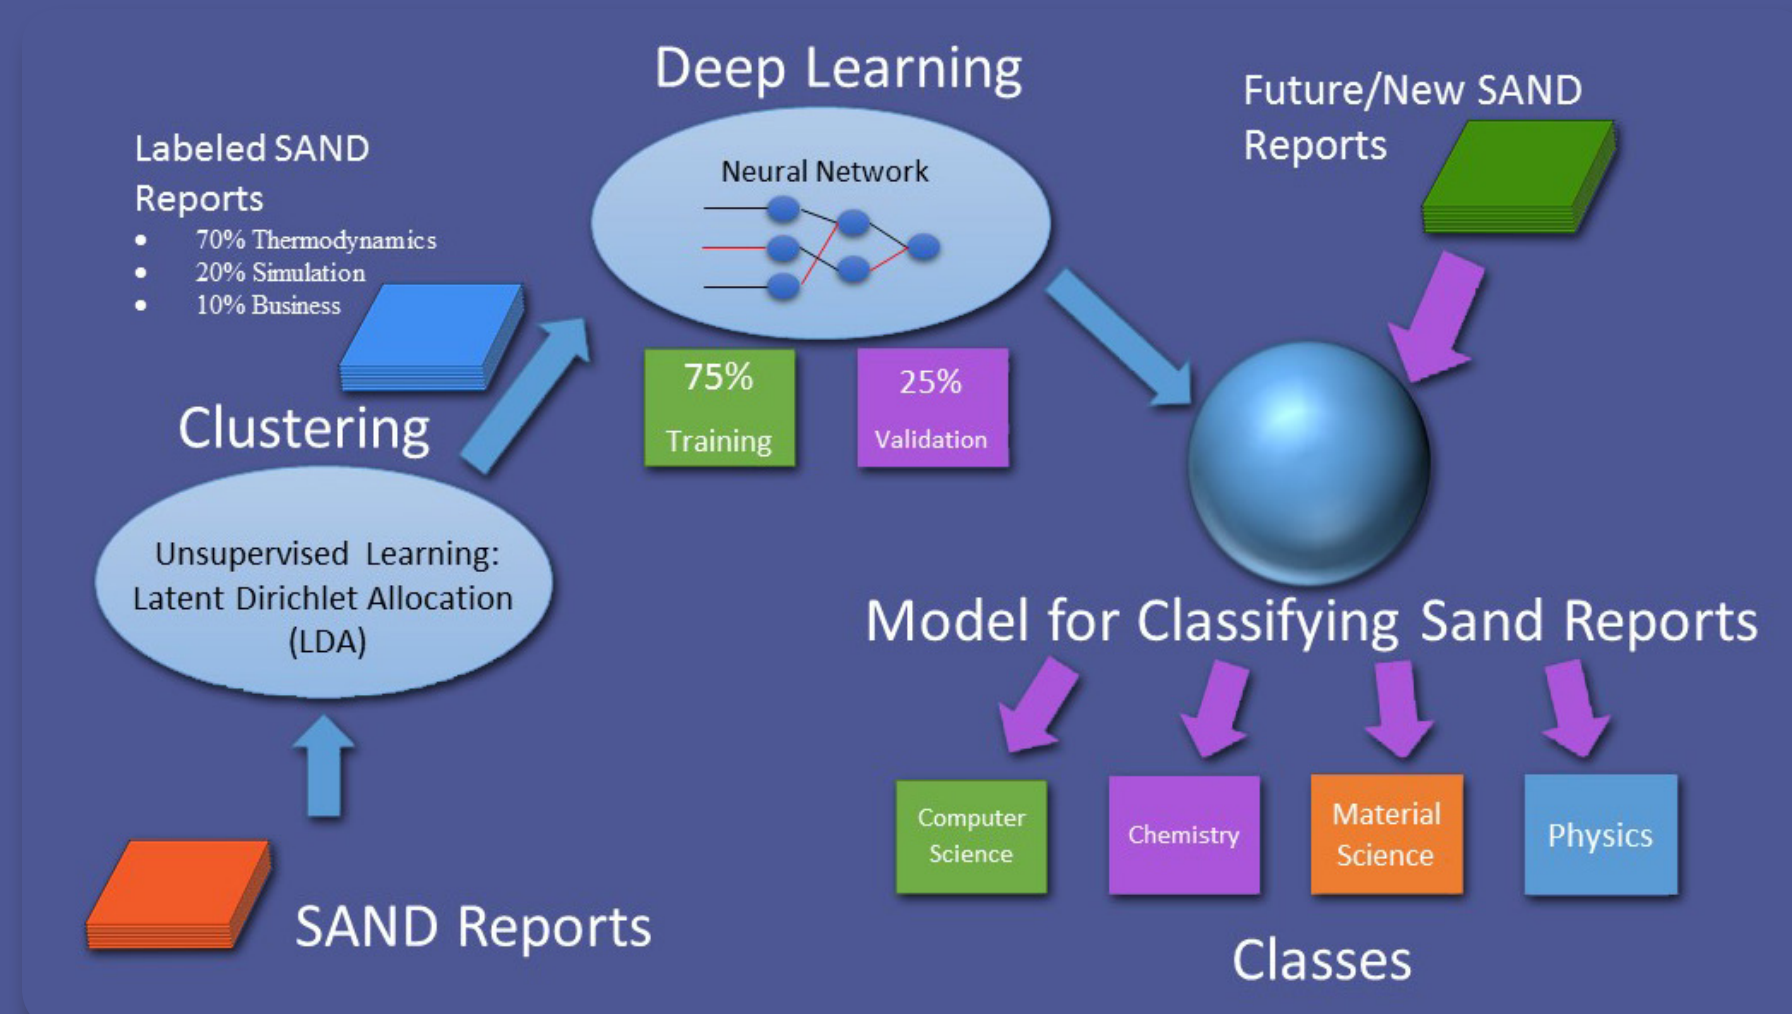 Deep Learning
Future/New SAND
Reports
Labeled SAND
Reports
• 70% Thermodynamics
• 20% Simulation
• 10% Business
Neural Network
75%
Training
25%
Validation
Clustering
Unsupervised Learning:
Latent Dirichlet Allocation
(LDA)
Model for Classifying Sand Reports
Computer
Science
Chemistry
Material
Science
Physics
SAND Reports
Classes